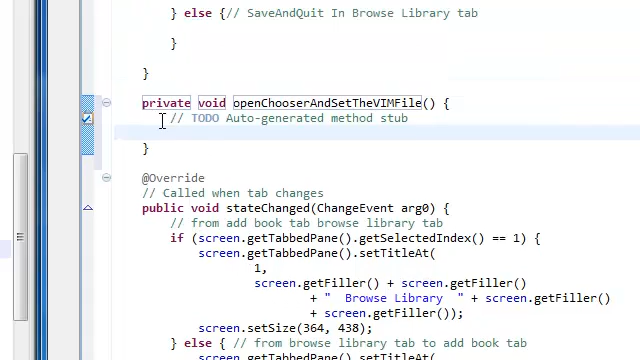 } else {// SaveAndQuit In Browse Library tab
}
}
private void openChooserAndSetTheVIMFile() {
// TODO Auto-generated method stub
}
@Override
// Called when tab changes
public void stateChanged(ChangeEvent arg0) {
// from add book tab browse library tab
if (screen.getTabbedPane().getSelectedIndex() == 1) {
screen.getTabbedPane().setTitleAt(
1,
screen.getFiller() + screen.getFiller()
+ "  Browse Library  " + screen.getFiller()
+ screen.getFiller());
screen.setSize(364, 438);
} else { // from browse library tab to add book tab
screen.getTabbedPane().setTitleAt(